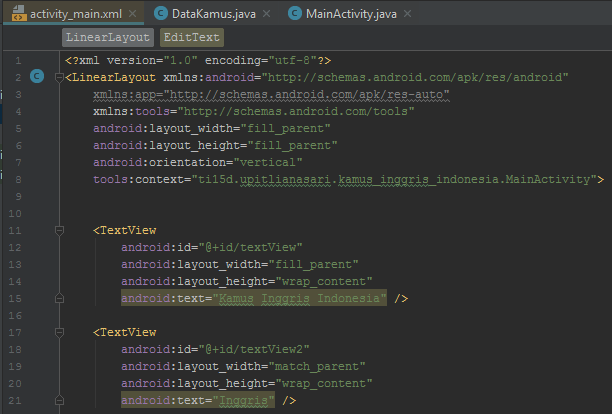 activity_main.xml DataKamus.java MainActivity.java
LinearLayout EditText
1 <?xml version="1.0" encoding="utf-8"?>
2 <LinearLayout xmlns:android="http://schemas.android.com/apk/res/android"
3 xmlns:app="http://schemas.android.com/apk/res-auto"
4 xmlns:tools="http://schemas.android.com/tools"
5 android:layout_width="fill_parent"
6 android:layout_height="fill_parent"
7 android:orientation="vertical"
8 tools:context="ti15d.upitlianasari.kamus_inggris_indonesia.MainActivity">
9
10
11 <TextView
12 android:id="@+id/textView"
13 android:layout_width="fill_parent"
14 android:layout_height="wrap_content"
15 android:text="Kamus Inggris Indonesia" />
16
17 <TextView
18 android:id="@+id/textView2"
19 android:layout_width="match_parent"
20 android:layout_height="wrap_content"
21 android:text="Inggris" />